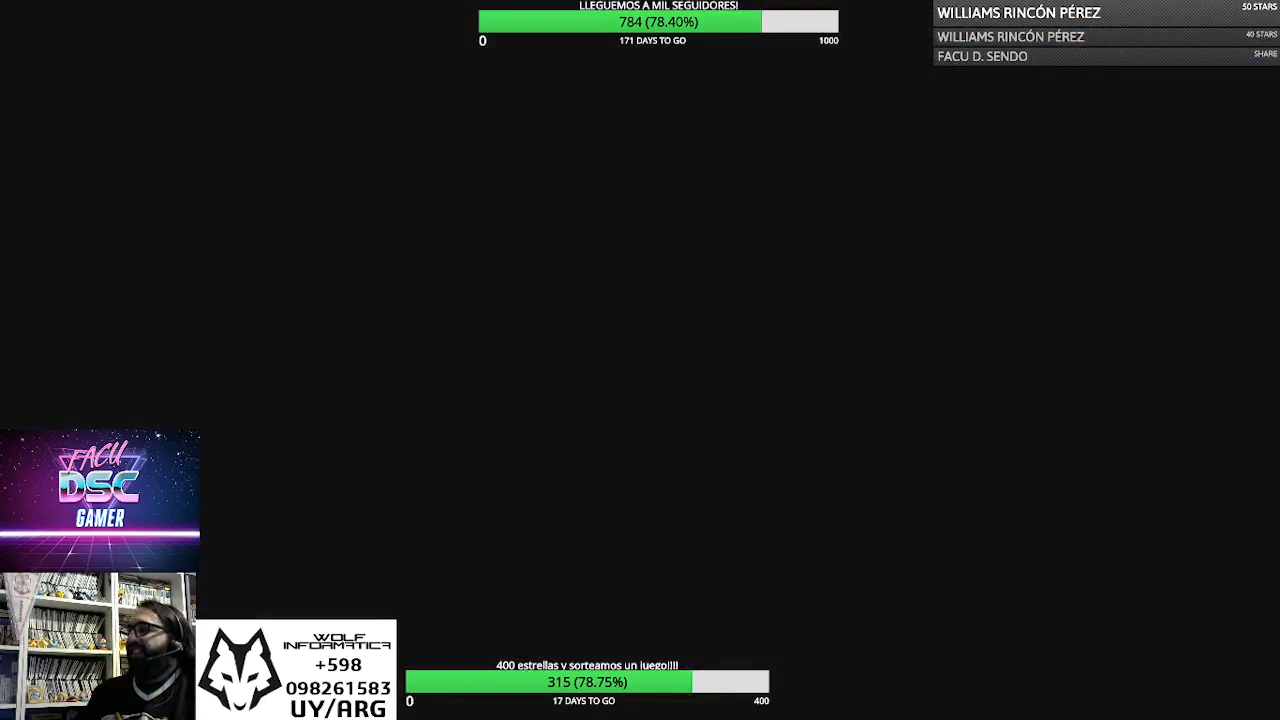 LLEGUEMOS A MIL SEGUIDORES!
784 (78.40%)
0
171 DAYS TO GO
1000
WILLIAMS RINCÓN PÉREZ
50 STARS
WILLIAMS RINCÓN PÉREZ
40 STARS
FACU D. SENDO
SHARE
FACU
DSC
GAMER
WOLF
INFORMATICA
+598
098261583
UY/ARG
400 estrellas y sorteamos un juego!!!!
315 (78.75%)
0
17 DAYS TO GO
400